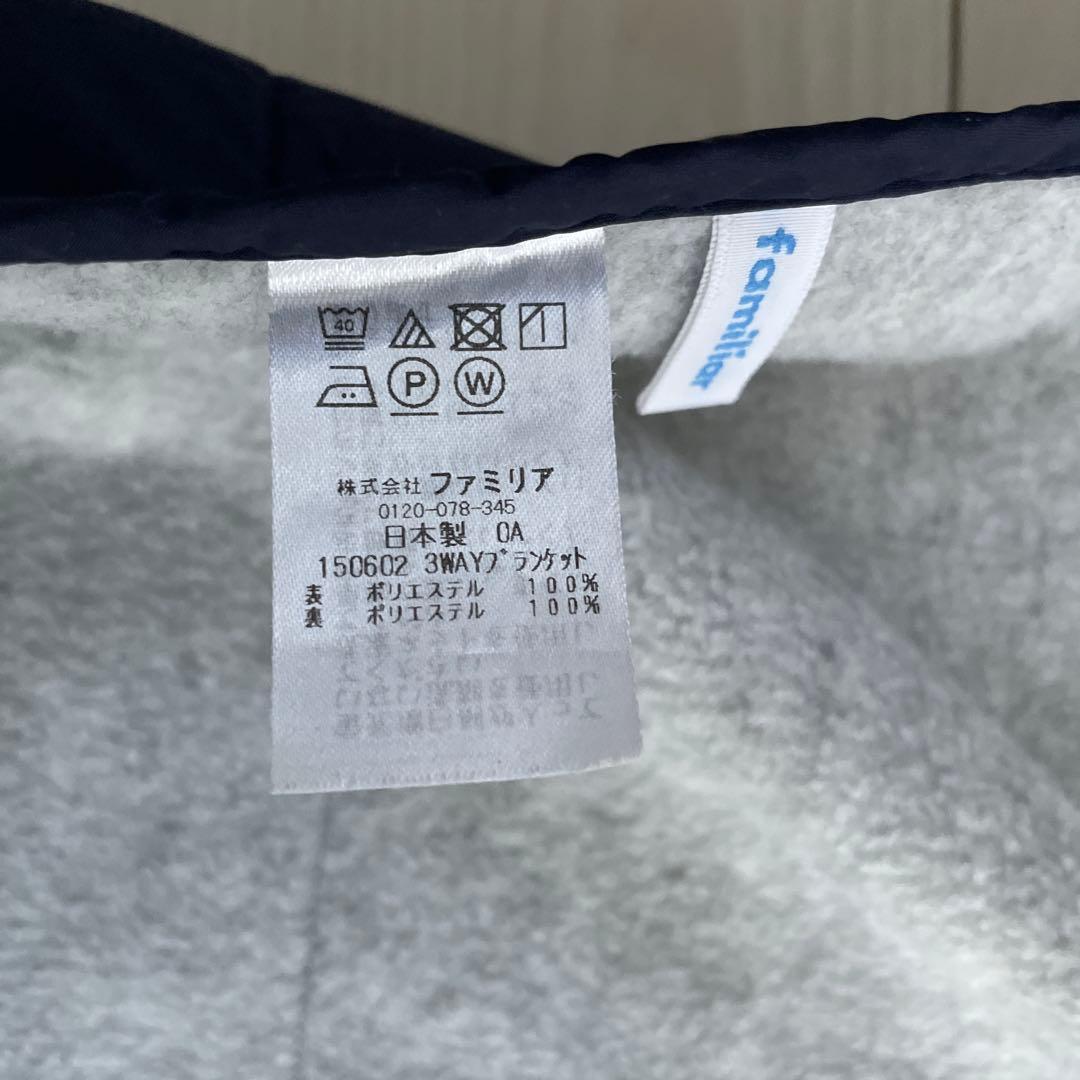 40
P W
株式会社 ファミリア
0120-078-345
日本製 0A
150602 3WAYブランケット
表 ポリエステル 100%
裏 ポリエステル 100%
familiar